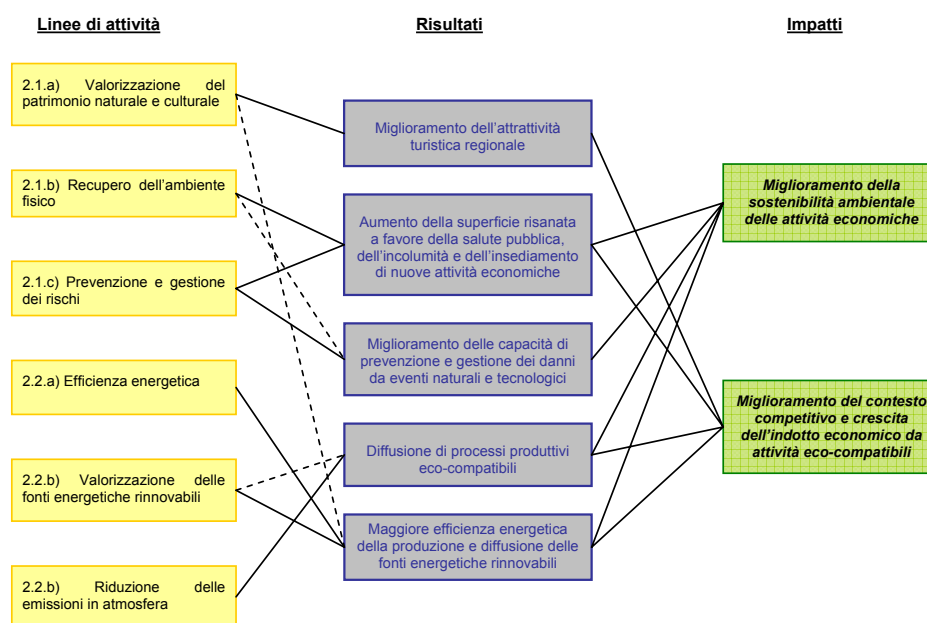 Linee di attività
Risultati
Impatti
2.1.a) Valorizzazione del
patrimonio naturale e culturale
2.1.b) Recupero dell'ambiente
fisico
2.1.c) Prevenzione e gestione
dei rischi
2.2.a) Efficienza energetica
2.2.b) Valorizzazione delle
fonti energetiche rinnovabili
2.2.b) Riduzione delle
emissioni in atmosfera
Miglioramento dell'attrattività
turistica regionale
Aumento della superficie risanata
a favore della salute pubblica,
dell'incolumità e dell'insediamento
di nuove attività economiche
Miglioramento delle capacità di
prevenzione e gestione dei danni
da eventi naturali e tecnologici
Diffusione di processi produttivi
eco-compatibili
Maggiore efficienza energetica
della produzione e diffusione delle
fonti energetiche rinnovabili
Miglioramento della
sostenibilità ambientale
delle attività economiche
Miglioramento del contesto
competitivo e crescita
dell'indotto economico da
attività eco-compatibili